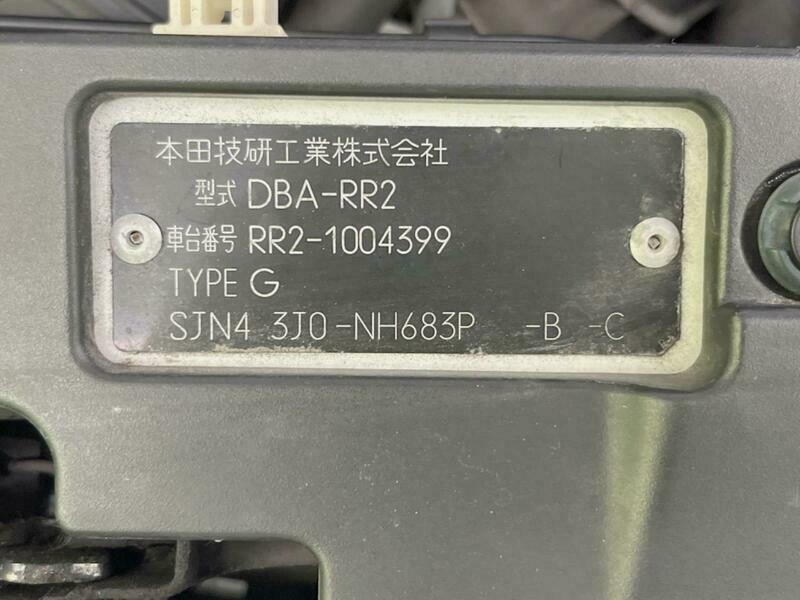 本田技研工業株式会社
型式 DBA-RR2
車台番号 RR2-1004399
TYPE G
SJN4 3J0-NH683P -B -C